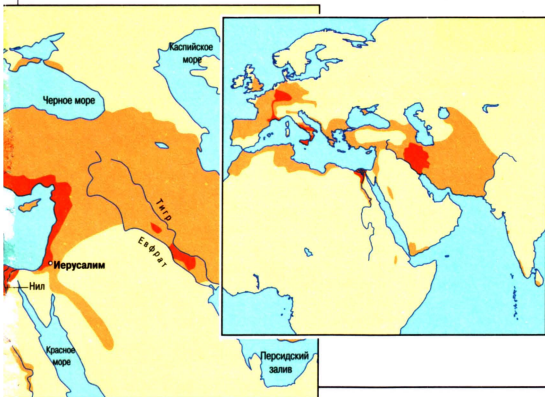 Каспийское
море
Черное море
Тигр
Евфрат
Иерусалим
Нил
Красное
море
Персидский
залив